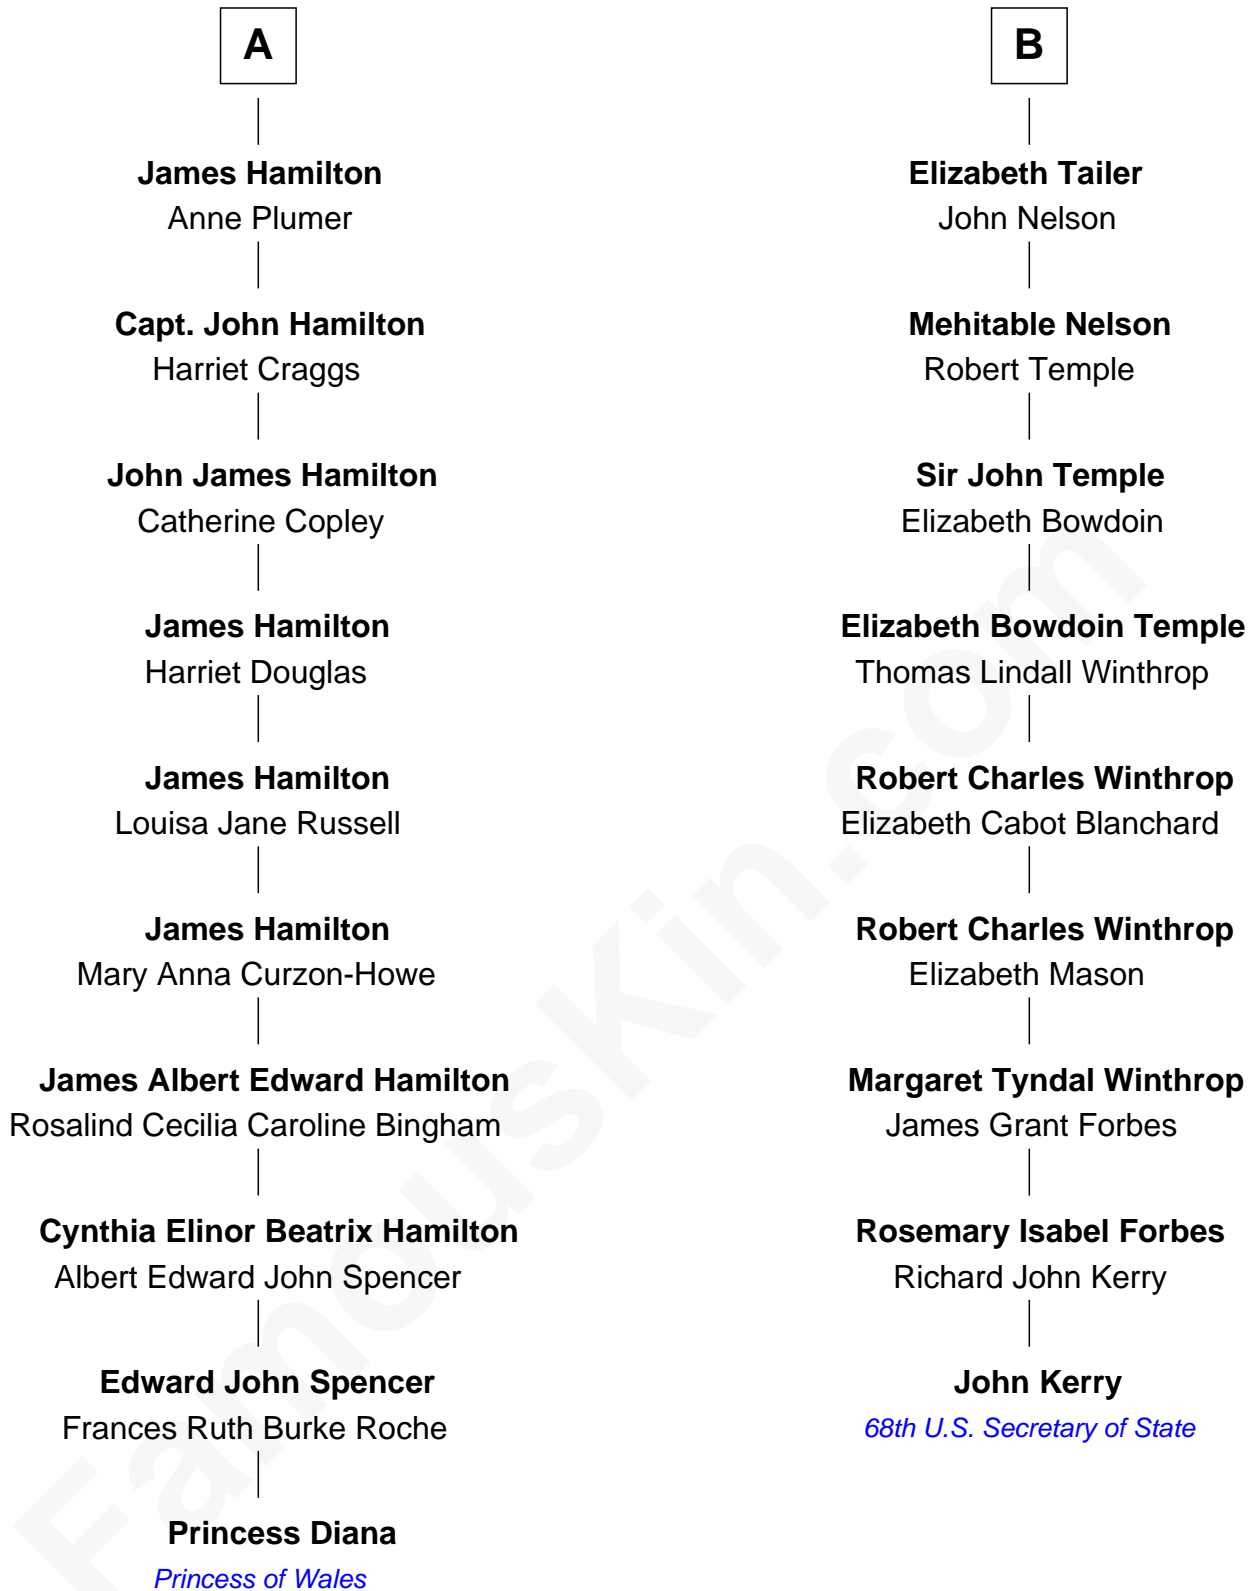 A
James Hamilton
Anne Plumer
Capt. John Hamilton
Harriet Craggs
John James Hamilton
Catherine Copley
James Hamilton
Harriet Douglas
James Hamilton
Louisa Jane Russell
James Hamilton
Mary Anna Curzon-Howe
James Albert Edward Hamilton
Rosalind Cecilia Caroline Bingham
Cynthia Elinor Beatrix Hamilton
Albert Edward John Spencer
Edward John Spencer
Frances Ruth Burke Roche
Princess Diana
Princess of Wales
B
Elizabeth Tailer
John Nelson
Mehitable Nelson
Robert Temple
Sir John Temple
Elizabeth Bowdoin
Elizabeth Bowdoin Temple
Thomas Lindall Winthrop
Robert Charles Winthrop
Elizabeth Cabot Blanchard
Robert Charles Winthrop
Elizabeth Mason
Margaret Tyndal Winthrop
James Grant Forbes
Rosemary Isabel Forbes
Richard John Kerry
John Kerry
68th U.S. Secretary of State
FamousKin.com